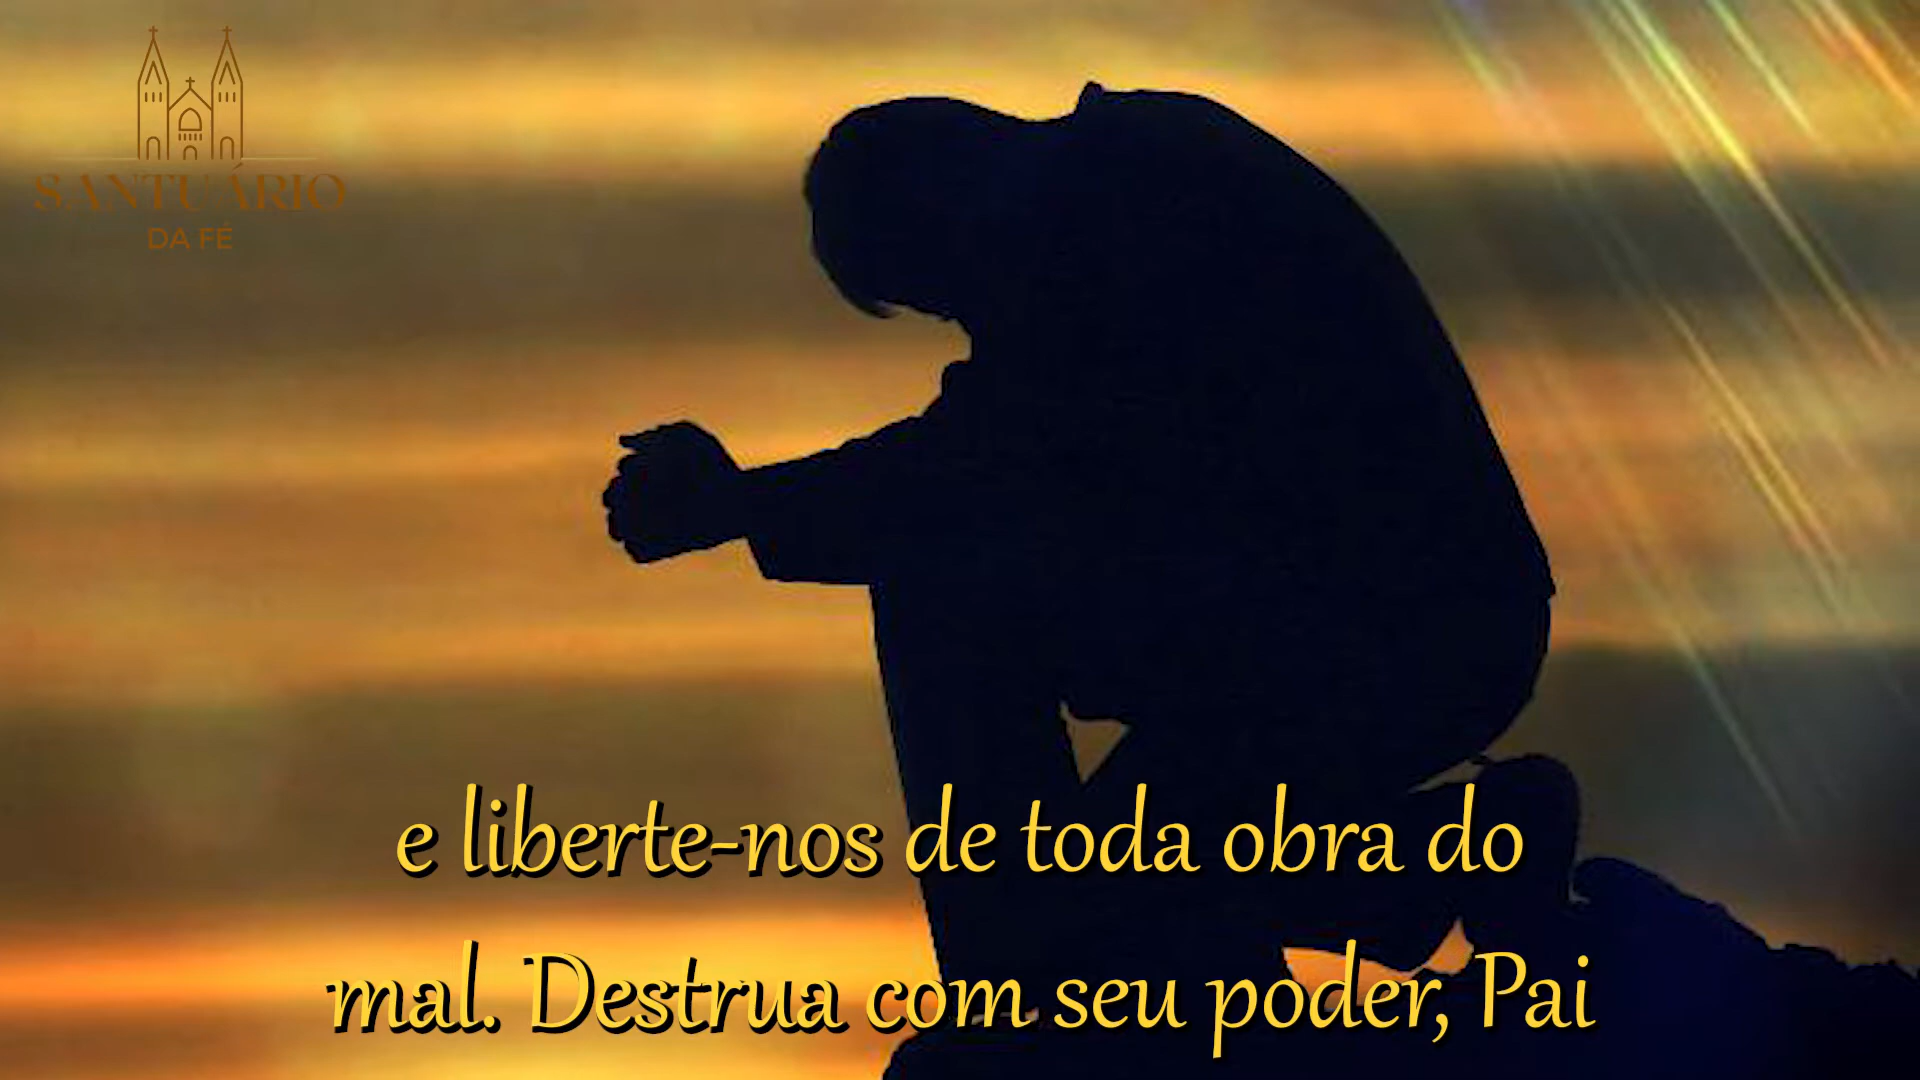 SANTUÁRIO
DA FÉ
e liberte-nos de toda obra do
mal. Destrua com seu poder, Pai